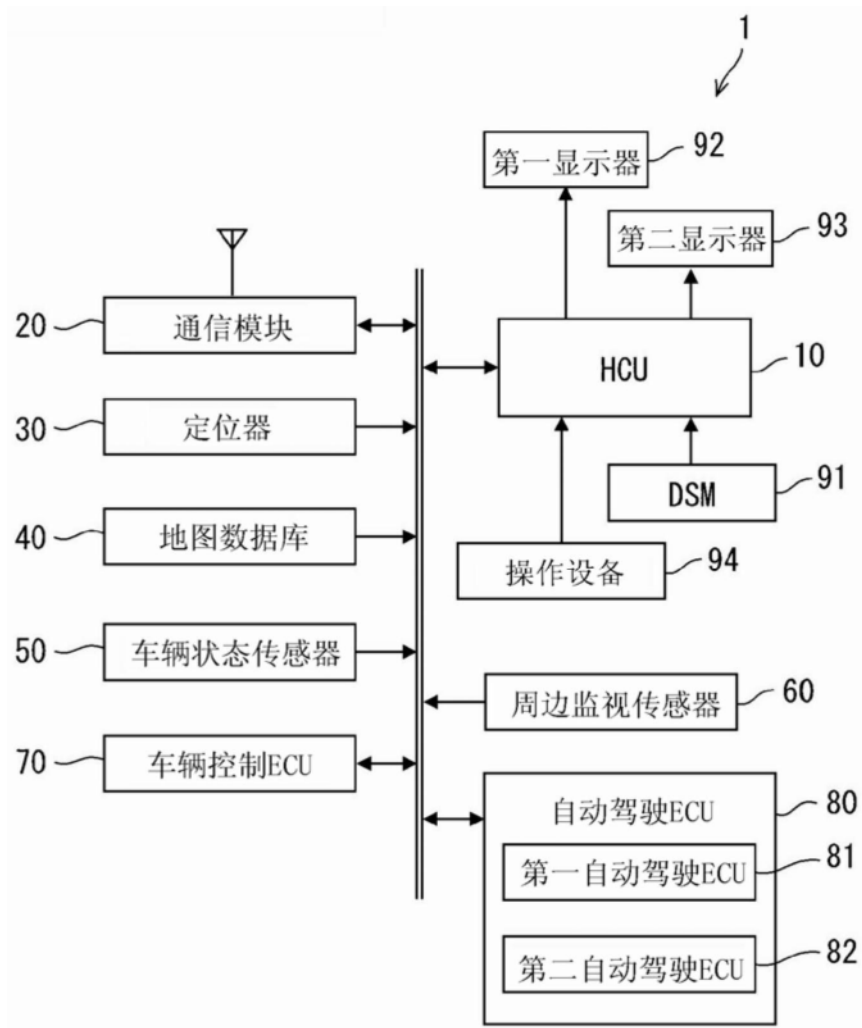 1
第一显示器
92
第二显示器
93
20
通信模块
HCU
10
30
定位器
DSM
91
40
地图数据库
操作设备
94
50
车辆状态传感器
周边监视传感器
60
70
车辆控制ECU
自动驾驶ECU
80
第一自动驾驶ECU
81
第二自动驾驶ECU
82